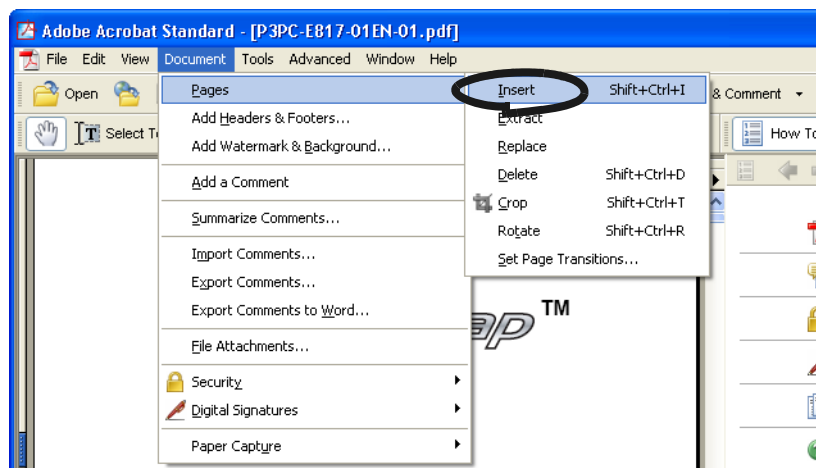 Adobe Acrobat Standard - [P3PC-E817-01EN-01.pdf]
File Edit View Document Tools Advanced Window Help
Open
& Comment
Select T
How To
Pages
Add Headers & Footers...
Add Watermark & Background...
Add a Comment
Summarize Comments...
Import Comments...
Export Comments...
Export Comments to Word...
File Attachments...
Security
Digital Signatures
Paper Capture
Insert Shift+Ctrl+I
Extract
Replace
Delete Shift+Ctrl+D
Crop Shift+Ctrl+T
Rotate Shift+Ctrl+R
Set Page Transitions...
ap TM